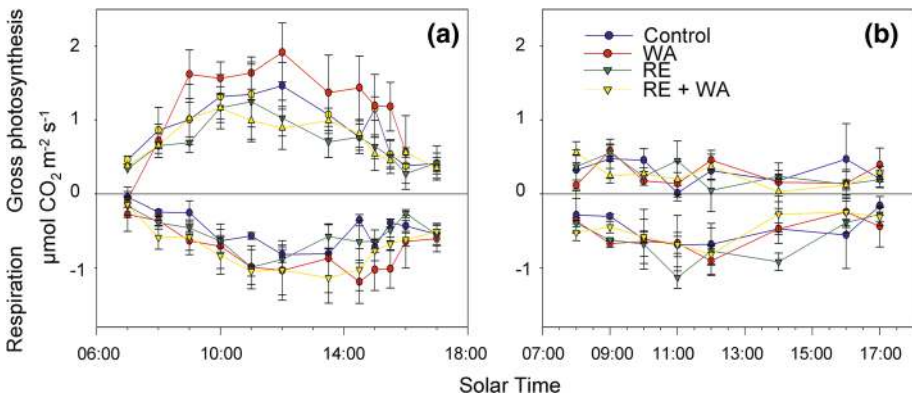 Gross photosynthesis
Respiration
µmol CO2 m-2 s-1
2
1
0
-1
(a)
06:00 10:00 14:00 18:00
2
1
0
-1
(b)
Control
WA
RE
RE + WA
07:00 09:00 11:00 13:00 15:00 17:00
Solar Time